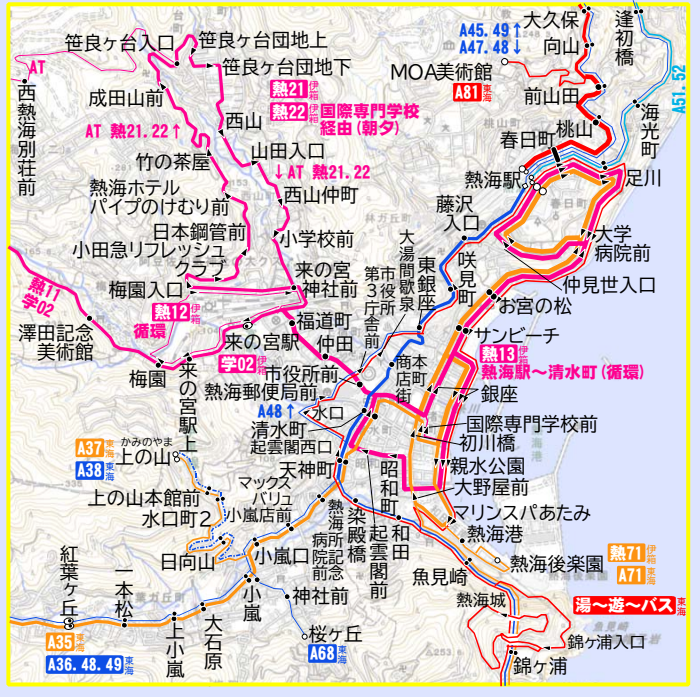 笹良ヶ台入口
笹良ヶ台団地上
笹良ヶ台団地下
A45.49↑
A47.48↓
大久保
向山
逢初橋
MOA美術館
A81 東海
前山田
A51.52
AT
西熱海別荘前
成田山前
熱21 伊箱
熱22 伊箱
国際専門学校
経由(朝夕)
西山
AT 熱21.22↑
竹の茶屋
山田入口
↓AT 熱21.22
西山仲町
桃山
春日町
海光町
熱海駅
足川
熱海ホテル
パイプのけむり前
日本鋼管前
小田急リフレッシュ
クラブ
梅園入口
小学校前
来の宮
神社前
藤沢
入口
咲見町
大湯間歇泉
市役所
第3庁舎前
東銀座
大学
病院前
仲見世入口
お宮の松
サンビーチ
熱11
学02
澤田記念
美術館
熱12 伊箱
循環
来の宮駅
福道町
学02 伊箱
仲田
梅園
来の宮駅上
市役所前
熱海郵便局前
本町
商店街
熱13 伊箱
熱海駅〜清水町(循環)
銀座
A48↑
水口
清水町
起雲閣西口
国際専門学校前
初川橋
天神町
昭和町
親水公園
大野屋前
A37 東海
A38 東海
かみのやま
上の山
上の山本館前
水口町2
日向山
マックス
バリュ
小嵐店前
小嵐口
熱海所記念
病院前
染殿橋
起雲閣前
和田
マリンスパあたみ
熱海港
熱海後楽園
熱71 伊箱
A71 東海
魚見崎
湯〜遊〜バス 東海
熱海城
錦ヶ浦入口
錦ヶ浦
紅葉ヶ丘
一本松
上小嵐
大石原
小嵐
神社前
桜ヶ丘
A68 東海
A35 東海
A36.48.49 東海